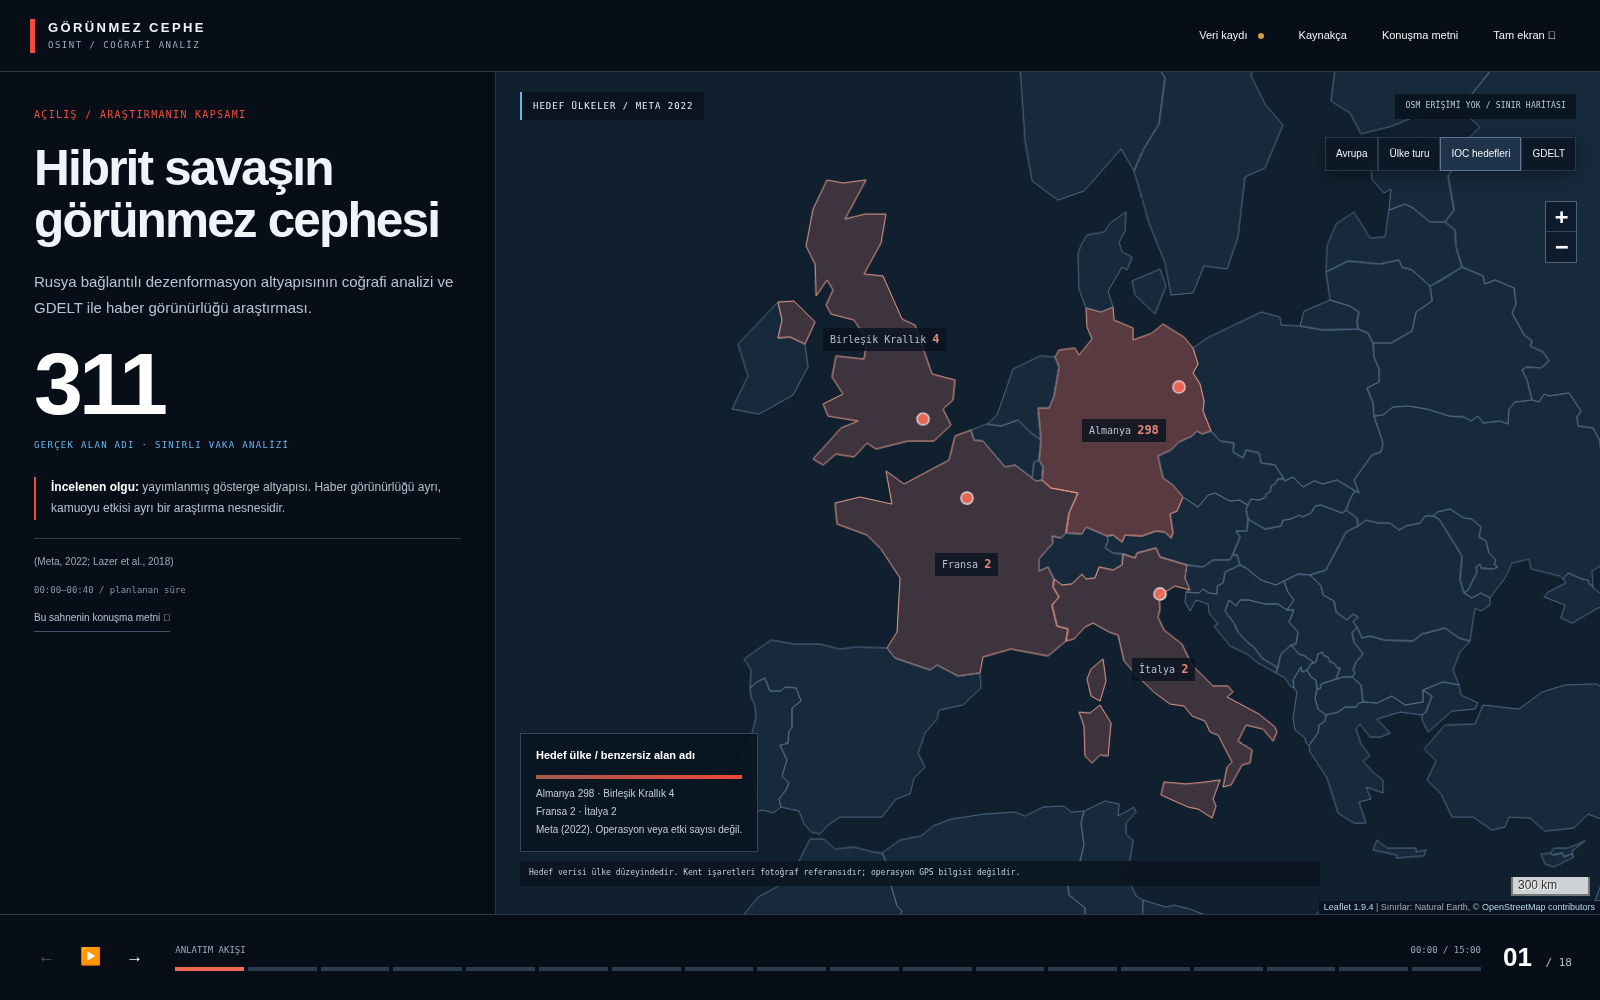 GÖRÜNMEZ CEPHE
OSINT / COĞRAFİ ANALİZ
Veri kaydı
Kaynakça
Konuşma metni
Tam ekran
AÇILIŞ / ARAŞTIRMANIN KAPSAMI
Hibrit savaşın
görünmez cephesi
Rusya bağlantılı dezenformasyon altyapısının coğrafi analizi ve
GDELT ile haber görünürlüğü araştırması.
311
GERÇEK ALAN ADI · SINIRLI VAKA ANALİZİ
İncelenen olgu: yayımlanmış gösterge altyapısı. Haber görünürlüğü ayrı,
kamuoyu etkisi ayrı bir araştırma nesnesidir.
(Meta, 2022; Lazer et al., 2018)
00:00–00:40 / planlanan süre
Bu sahnenin konuşma metni
HEDEF ÜLKELER / META 2022
OSM ERİŞİMİ YOK / SINIR HARİTASI
Avrupa
Ülke turu
IOC hedefleri
GDELT
+
−
Birleşik Krallık 4
Almanya 298
Fransa 2
İtalya 2
Hedef ülke / benzersiz alan adı
Almanya 298 · Birleşik Krallık 4
Fransa 2 · İtalya 2
Meta (2022). Operasyon veya etki sayısı değil.
Hedef verisi ülke düzeyindedir. Kent işaretleri fotoğraf referansıdır; operasyon GPS bilgisi değildir.
300 km
Leaflet 1.9.4 | Sınırlar: Natural Earth, © OpenStreetMap contributors
← ▶ →
ANLATIM AKIŞI
00:00 / 15:00
01 / 18